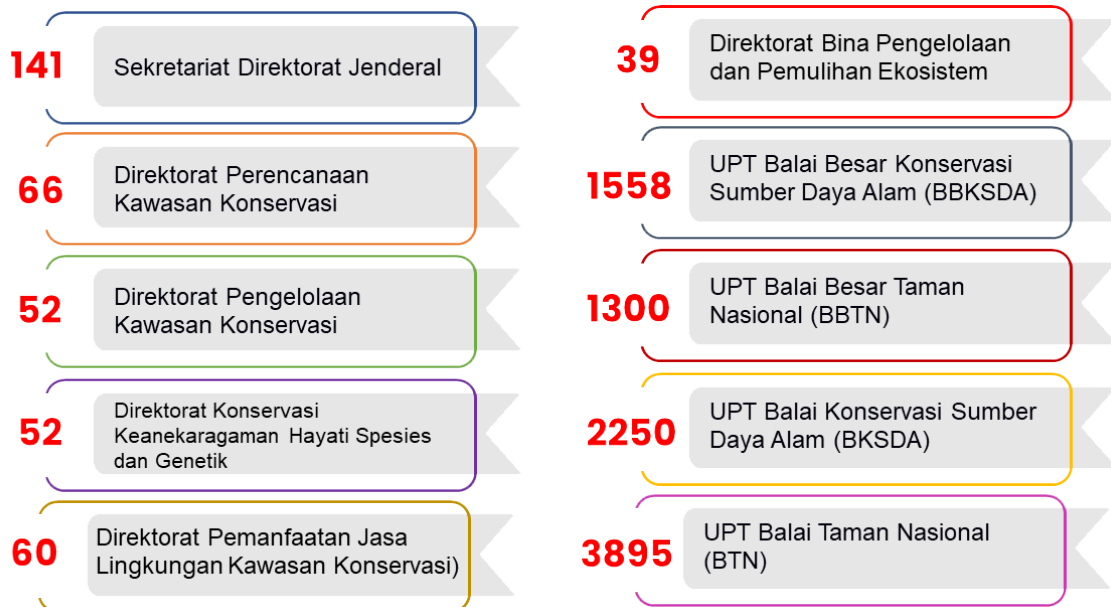 141
Sekretariat Direktorat Jenderal
66
Direktorat Perencanaan
Kawasan Konservasi
52
Direktorat Pengelolaan
Kawasan Konservasi
52
Direktorat Konservasi
Keanekaragaman Hayati Spesies
dan Genetik
60
Direktorat Pemanfaatan Jasa
Lingkungan Kawasan Konservasi)
39
Direktorat Bina Pengelolaan
dan Pemulihan Ekosistem
1558
UPT Balai Besar Konservasi
Sumber Daya Alam (BBKSDA)
1300
UPT Balai Besar Taman
Nasional (BBTN)
2250
UPT Balai Konservasi Sumber
Daya Alam (BKSDA)
3895
UPT Balai Taman Nasional
(BTN)